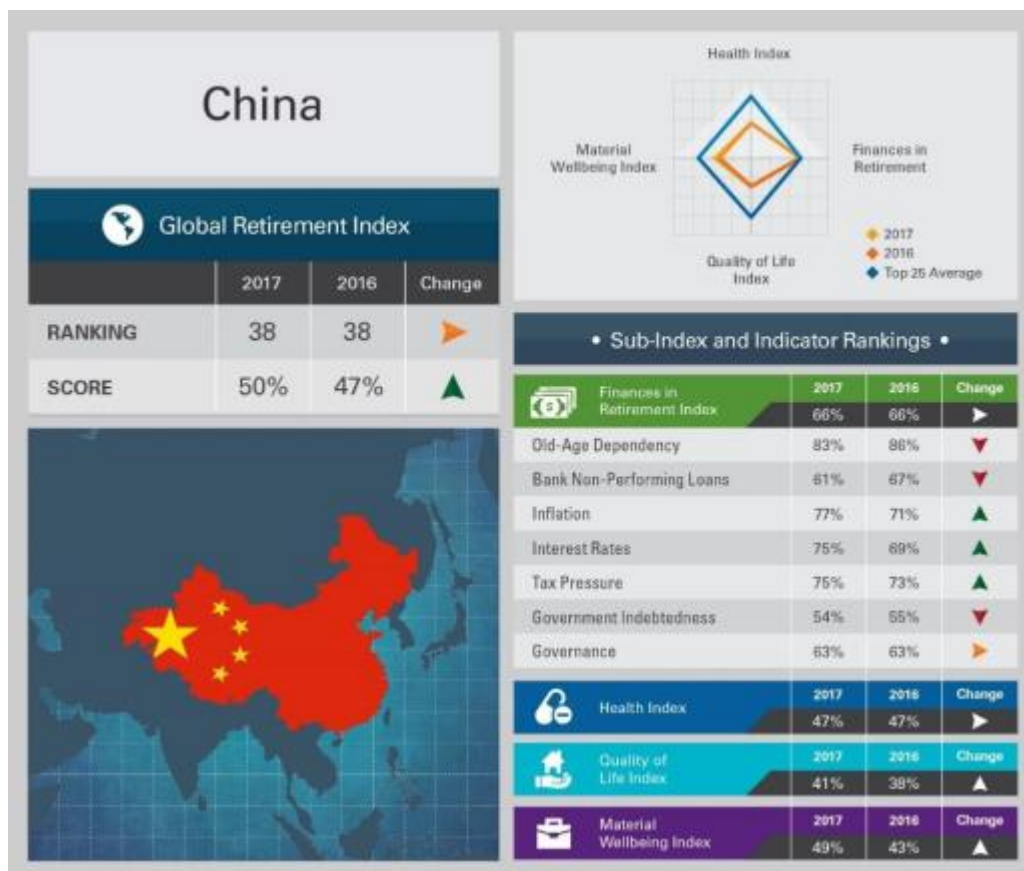 China
Global Retirement Index
2017 2016 Change
RANKING 38 38
SCORE 50% 47%
Health Index
Material
Wellbeing Index
Finances in
Retirement
Quality of Life
Index
2017
2016
Top 25 Average
• Sub-Index and Indicator Rankings •
Finances in
Retirement Index
2017 2016 Change
66% 66%
Old-Age Dependency 83% 86%
Bank Non-Performing Loans 61% 67%
Inflation 77% 71%
Interest Rates 75% 69%
Tax Pressure 75% 73%
Government Indebtedness 54% 55%
Governance 63% 63%
Health Index
2017 2016 Change
47% 47%
Quality of
Life Index
2017 2016 Change
41% 38%
Material
Wellbeing Index
2017 2016 Change
49% 43%